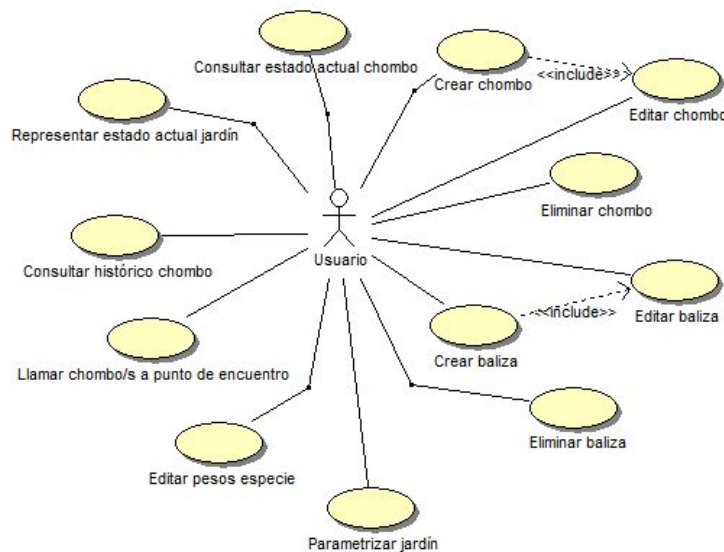 Consultar estado actual chombo
Crear chombo
<<include>>
Editar chombo
Representar estado actual jardín
Eliminar chombo
Usuario
Consultar histórico chombo
Editar baliza
<<include>>
Crear baliza
Llamar chombo/s a punto de encuentro
Eliminar baliza
Editar pesos especie
Parametrizar jardín